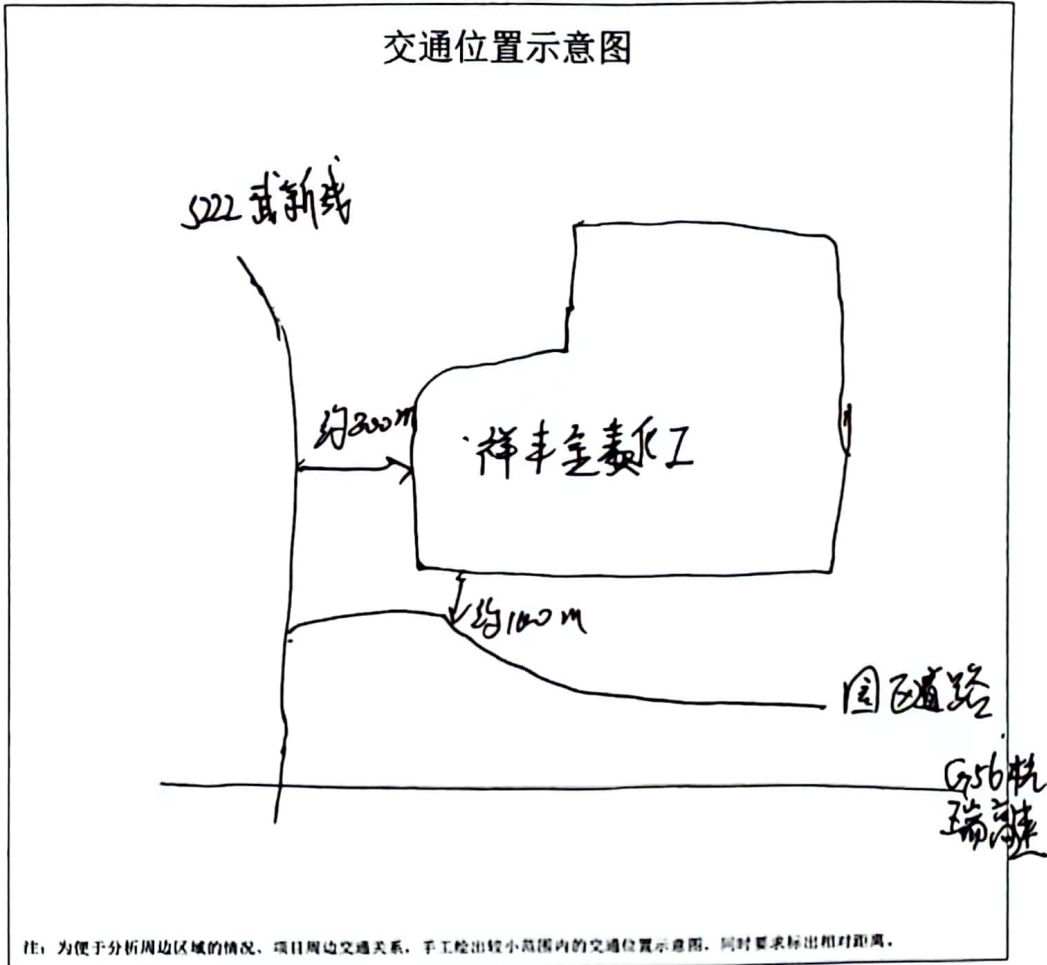 交通位置示意图
S222 武新线
约300m
祥丰金麦化工
约100m
园区道路
G56杭
瑞高速
注：为便于分析周边区域的情况、项目周边交通关系，手工绘出较小范围内的交通位置示意图，同时要求标出相对距离。